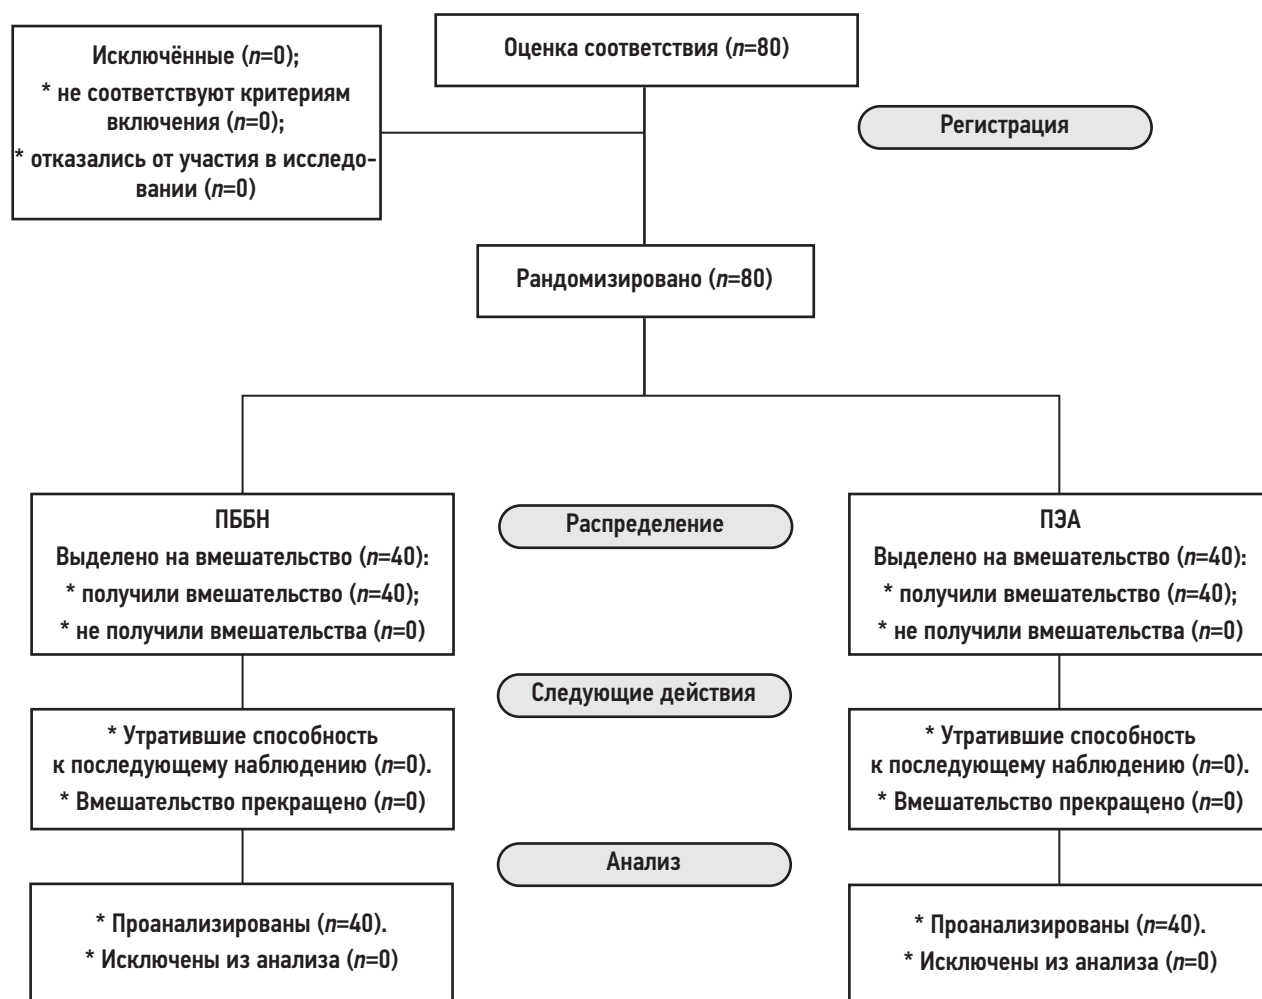 Оценка соответствия (n=80)
Исключённые (n=0);
* не соответствуют критериям
включения (n=0);
* отказались от участия в исследо-
вании (n=0)
Регистрация
Рандомизировано (n=80)
ПББН
Выделено на вмешательство (n=40):
* получили вмешательство (n=40);
* не получили вмешательства (n=0)
Распределение
ПЭА
Выделено на вмешательство (n=40):
* получили вмешательство (n=40);
* не получили вмешательства (n=0)
Следующие действия
* Утратившие способность
к последующему наблюдению (n=0).
* Вмешательство прекращено (n=0)
* Утратившие способность
к последующему наблюдению (n=0).
* Вмешательство прекращено (n=0)
Анализ
* Проанализированы (n=40).
* Исключены из анализа (n=0)
* Проанализированы (n=40).
* Исключены из анализа (n=0)